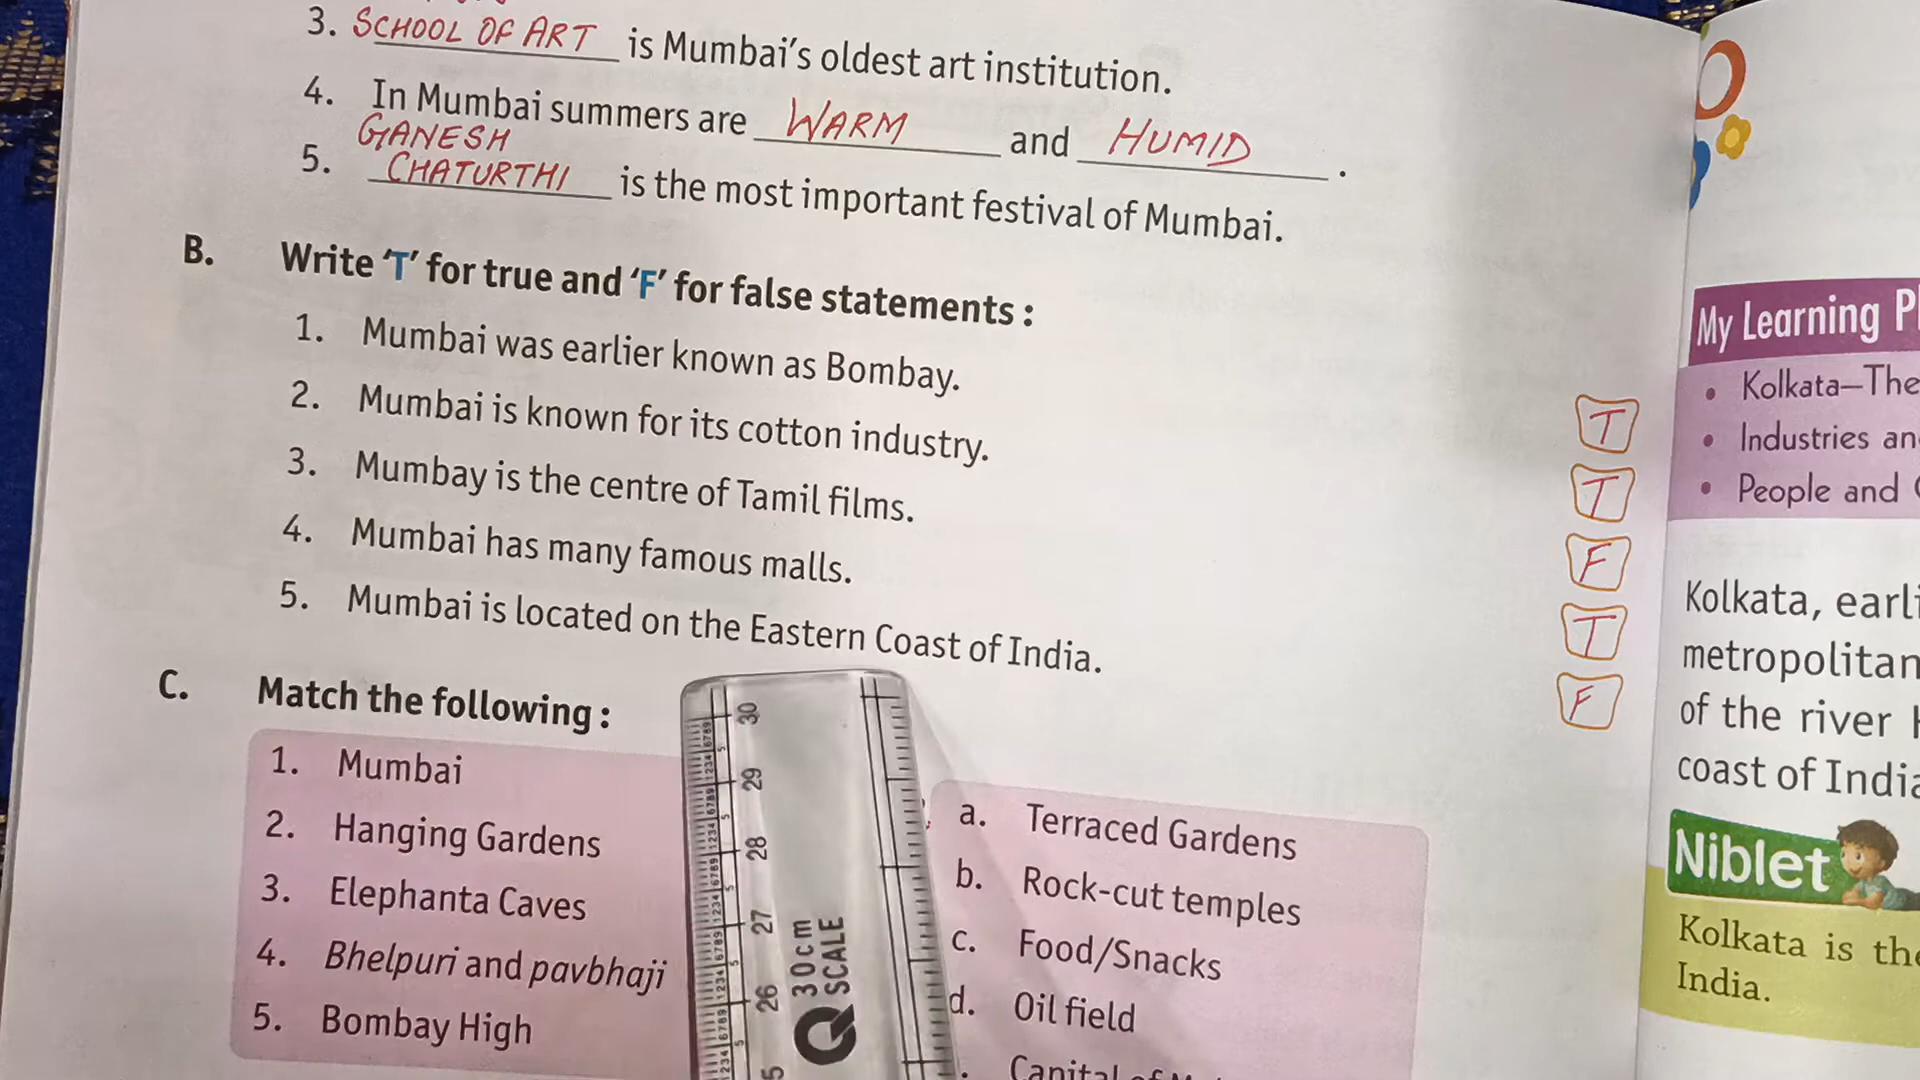 3. SCHOOL OF ART is Mumbai's oldest art institution.
4. In Mumbai summers are WARM and HUMID .
GANESH
5. CHATURTHI is the most important festival of Mumbai.
B. Write 'T' for true and 'F' for false statements :
1. Mumbai was earlier known as Bombay. T
2. Mumbai is known for its cotton industry. T
3. Mumbay is the centre of Tamil films. F
4. Mumbai has many famous malls. T
5. Mumbai is located on the Eastern Coast of India. F
C. Match the following :
1. Mumbai
2. Hanging Gardens
3. Elephanta Caves
4. Bhelpuri and pavbhaji
5. Bombay High
a. Terraced Gardens
b. Rock-cut temples
c. Food/Snacks
d. Oil field
Capital of
30
29
28
27
26
30cm
SCALE
My Learning
• Kolkata—The
• Industries
• People and
Kolkata,
metropolitan
of the river
coast of India
Niblet
Kolkata is the
India.